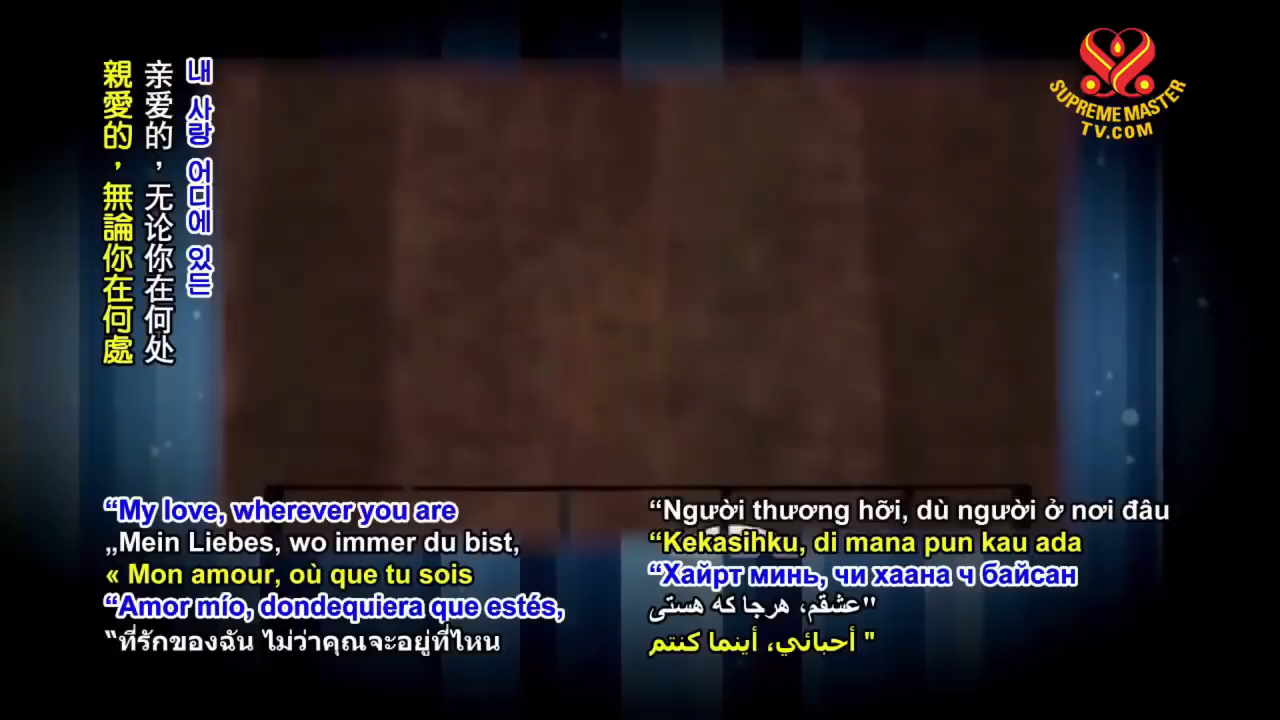 親愛的，無論你在何處
亲爱的，无论你在何处
내 사랑 어디에 있든
SUPREME MASTER
TV.COM
“My love, wherever you are
„Mein Liebes, wo immer du bist,
« Mon amour, où que tu sois
“Amor mío, dondequiera que estés,
“ที่รักของฉัน ไม่ว่าคุณจะอยู่ที่ไหน
“Người thương hỡi, dù người ở nơi đâu
“Kekasihku, di mana pun kau ada
“Хайрт минь, чи хаана ч байсан
"عشقم، هرجا که هستی
" أحبائي، أينما كنتم